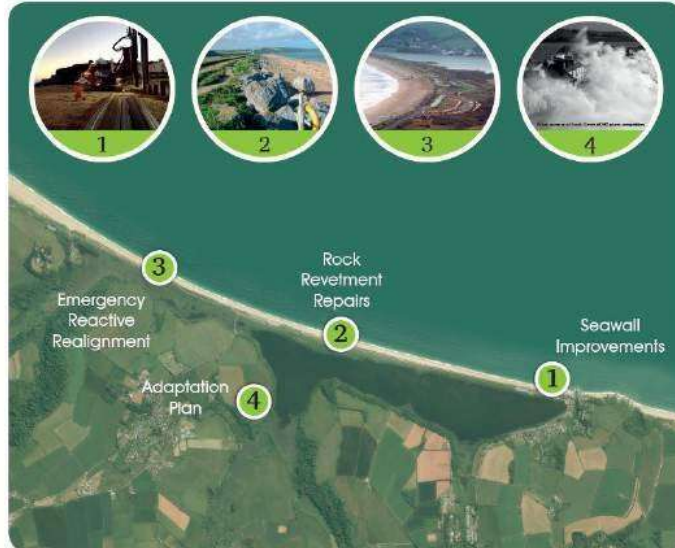 1
2
3
4
3
Emergency
Reactive
Realignment
Rock
Revetment
Repairs
2
Seawall
Improvements
1
Adaptation
Plan
4